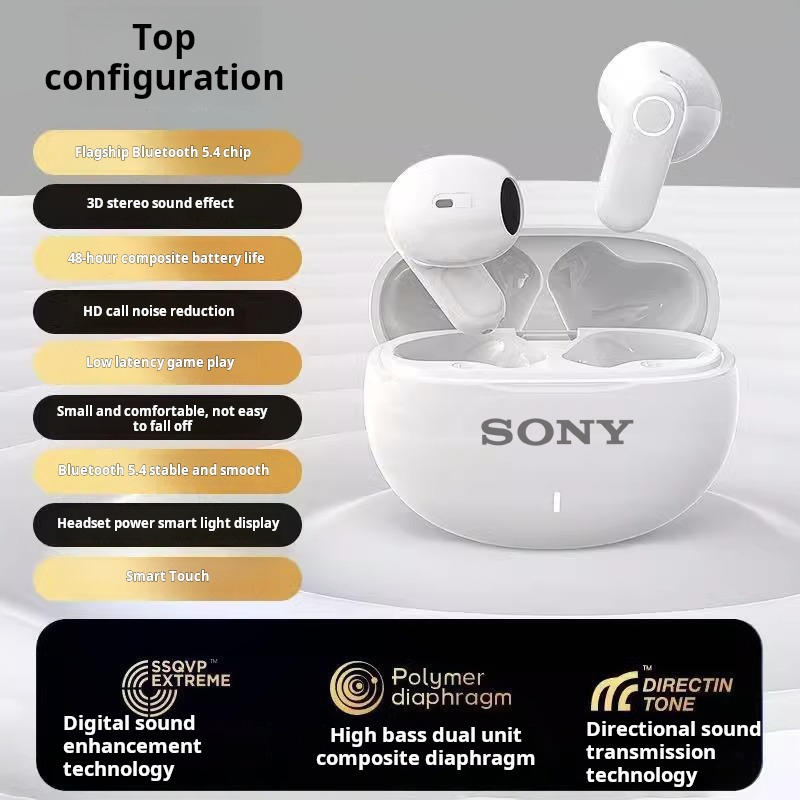 Top
configuration
Flagship Bluetooth 5.4 chip
3D stereo sound effect
48-hour composite battery life
HD call noise reduction
Low latency game play
Small and comfortable, not easy
to fall off
Bluetooth 5.4 stable and smooth
Headset power smart light display
Smart Touch
SONY
SSQVP™
EXTREME
Digital sound
enhancement
technology
Polymer
diaphragm
High bass dual unit
composite diaphragm
™
DIRECTIN
TONE
Directional sound
transmission
technology